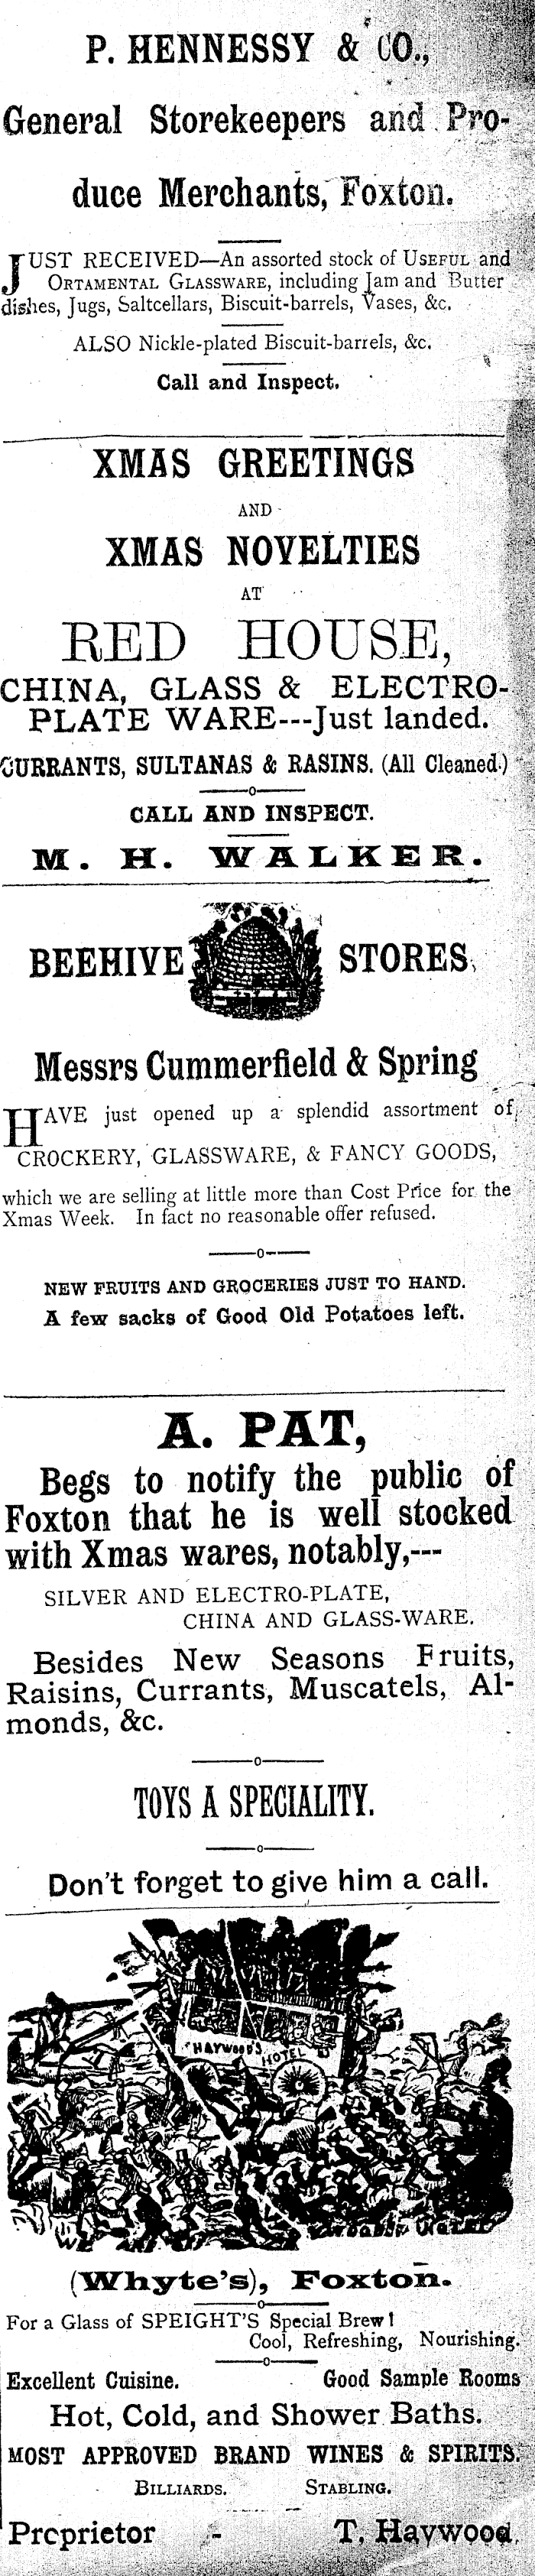 P. HENNESSY & CO.,
General Storekeepers and Pro-
duce Merchants, Foxton.
JUST RECEIVED—An assorted stock of USEFUL and
ORTAMENTAL GLASSWARE, including Jam and Butter
dishes, Jugs, Saltcellars, Biscuit-barrels, Vases, &c.
ALSO Nickle-plated Biscuit-barrels, &c.
Call and Inspect.
XMAS GREETINGS
AND
XMAS NOVELTIES
AT
RED HOUSE,
CHINA, GLASS & ELECTRO-
PLATE WARE---Just landed.
CURRANTS, SULTANAS & RASINS. (All Cleaned.)
CALL AND INSPECT.
M. H. WALKER.
BEEHIVE STORES,
Messrs Cummerfield & Spring
HAVE just opened up a splendid assortment of
CROCKERY, GLASSWARE, & FANCY GOODS,
which we are selling at little more than Cost Price for the
Xmas Week. In fact no reasonable offer refused.
NEW FRUITS AND GROCERIES JUST TO HAND.
A few sacks of Good Old Potatoes left.
A. PAT,
Begs to notify the public of
Foxton that he is well stocked
with Xmas wares, notably,---
SILVER AND ELECTRO-PLATE,
CHINA AND GLASS-WARE.
Besides New Seasons Fruits,
Raisins, Currants, Muscatels, Al-
monds, &c.
TOYS A SPECIALITY.
Don't forget to give him a call.
HAYWOOD'S HOTEL
(Whyte's), Foxton.
For a Glass of SPEIGHT'S Special Brew!
Cool, Refreshing, Nourishing.
Excellent Cuisine. Good Sample Rooms
Hot, Cold, and Shower Baths.
MOST APPROVED BRAND WINES & SPIRITS.
BILLIARDS. STABLING.
Proprietor - T. Haywood.